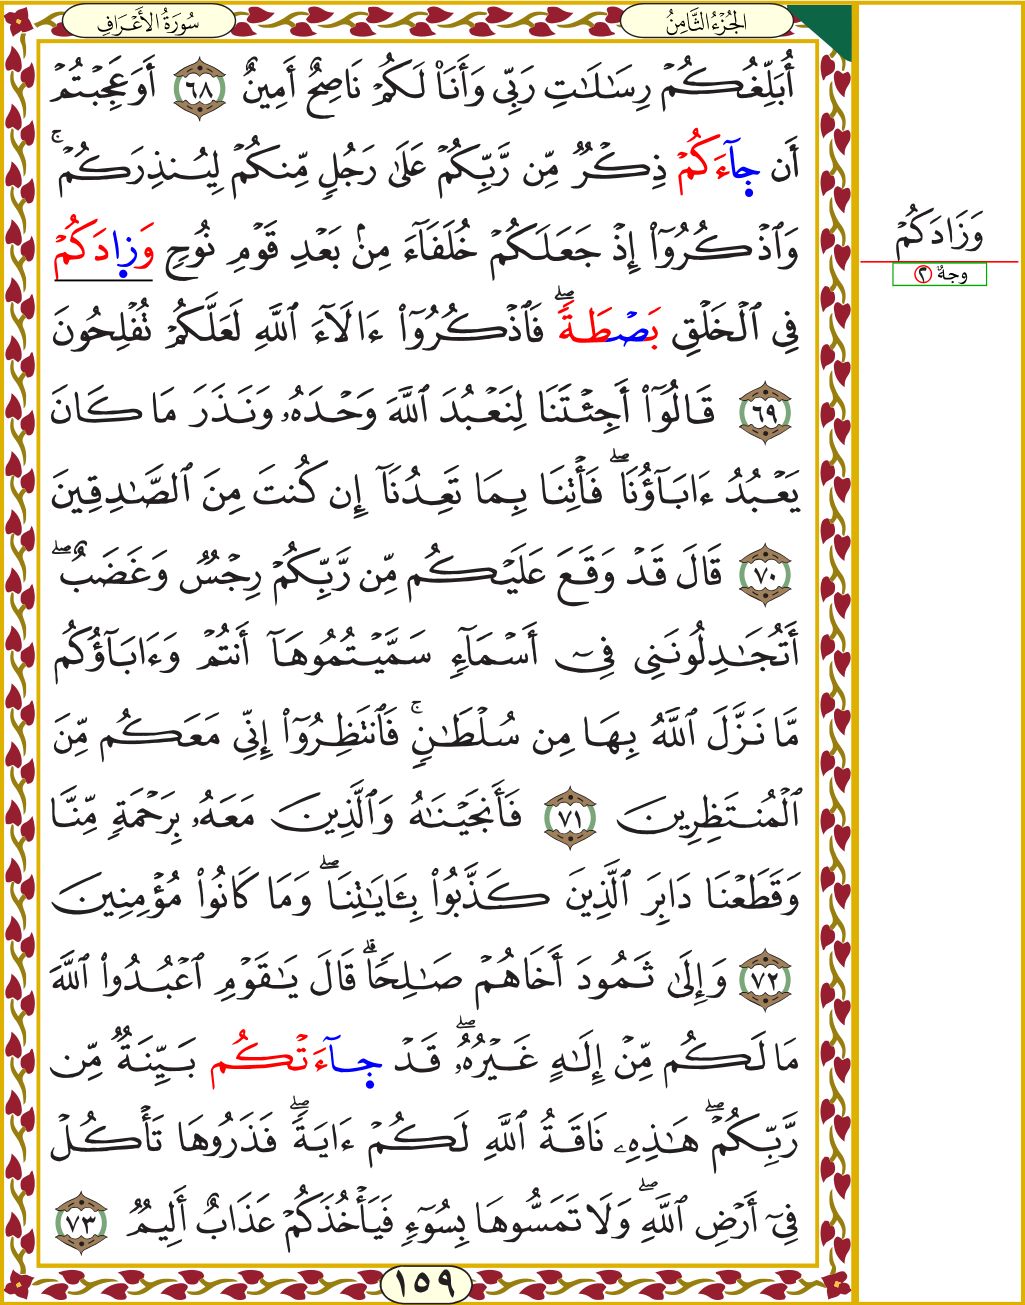 سُورَةُ الأَعْرَافِ
الجُزْءُ الثَّامِنُ
أُبَلِّغُكُمْ رِسَٰلَٰتِ رَبِّى وَأَنَا۠ لَكُمْ نَاصِحٌ أَمِينٌ ٦٨ أَوَعَجِبْتُمْ
أَن جَآءَكُمْ ذِكْرٌ مِّن رَّبِّكُمْ عَلَىٰ رَجُلٍ مِّنكُمْ لِيُنذِرَكُمْ ۚ
وَٱذْكُرُوٓا۟ إِذْ جَعَلَكُمْ خُلَفَآءَ مِنۢ بَعْدِ قَوْمِ نُوحٍ وَزَادَكُمْ
فِى ٱلْخَلْقِ بَصْۜطَةً ۖ فَٱذْكُرُوٓا۟ ءَالَآءَ ٱللَّهِ لَعَلَّكُمْ تُفْلِحُونَ
٦٩ قَالُوٓا۟ أَجِئْتَنَا لِنَعْبُدَ ٱللَّهَ وَحْدَهُۥ وَنَذَرَ مَا كَانَ
يَعْبُدُ ءَابَآؤُنَا ۖ فَأْتِنَا بِمَا تَعِدُنَآ إِن كُنتَ مِنَ ٱلصَّٰدِقِينَ
٧٠ قَالَ قَدْ وَقَعَ عَلَيْكُم مِّن رَّبِّكُمْ رِجْسٌ وَغَضَبٌ ۖ
أَتُجَٰدِلُونَنِى فِىٓ أَسْمَآءٍ سَمَّيْتُمُوهَآ أَنتُمْ وَءَابَآؤُكُم
مَّا نَزَّلَ ٱللَّهُ بِهَا مِن سُلْطَٰنٍ ۚ فَٱنتَظِرُوٓا۟ إِنِّى مَعَكُم مِّنَ
ٱلْمُنتَظِرِينَ ٧١ فَأَنجَيْنَٰهُ وَٱلَّذِينَ مَعَهُۥ بِرَحْمَةٍ مِّنَّا
وَقَطَعْنَا دَابِرَ ٱلَّذِينَ كَذَّبُوا۟ بِـَٔايَٰتِنَا ۖ وَمَا كَانُوا۟ مُؤْمِنِينَ
٧٢ وَإِلَىٰ ثَمُودَ أَخَاهُمْ صَٰلِحًا ۗ قَالَ يَٰقَوْمِ ٱعْبُدُوا۟ ٱللَّهَ
مَا لَكُم مِّنْ إِلَٰهٍ غَيْرُهُۥ ۖ قَدْ جَآءَتْكُم بَيِّنَةٌ مِّن
رَّبِّكُمْ ۖ هَٰذِهِۦ نَاقَةُ ٱللَّهِ لَكُمْ ءَايَةً ۖ فَذَرُوهَا تَأْكُلْ
فِىٓ أَرْضِ ٱللَّهِ ۖ وَلَا تَمَسُّوهَا بِسُوٓءٍ فَيَأْخُذَكُمْ عَذَابٌ أَلِيمٌ ٧٣
١٥٩
وَزَادَكُمْ
وجهٌ ٢